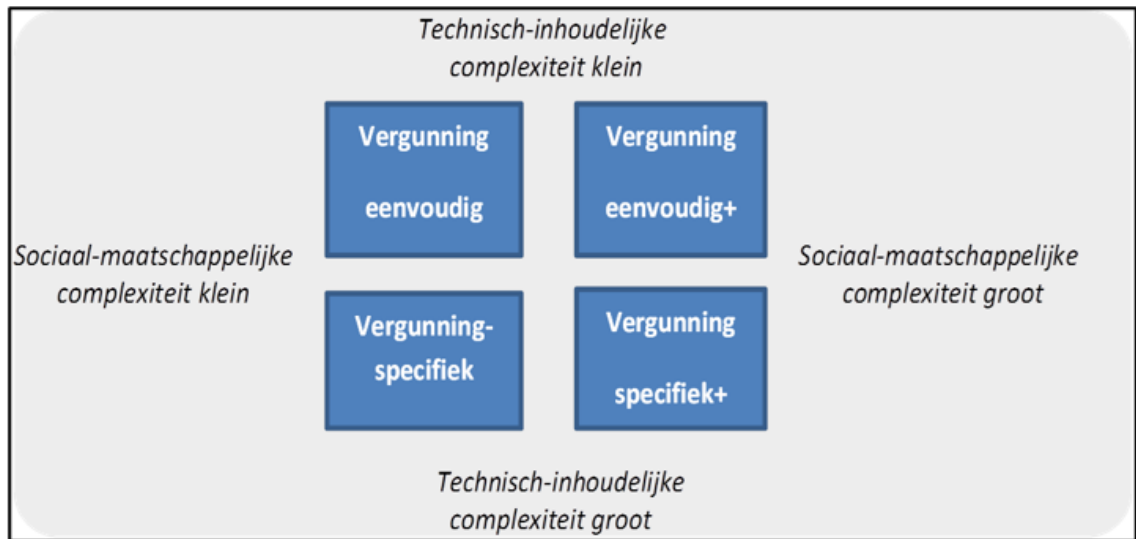 Technisch-inhoudelijke
complexiteit klein
Vergunning
eenvoudig
Vergunning
eenvoudig+
Sociaal-maatschappelijke
complexiteit klein
Sociaal-maatschappelijke
complexiteit groot
Vergunning-
specifiek
Vergunning
specifiek+
Technisch-inhoudelijke
complexiteit groot